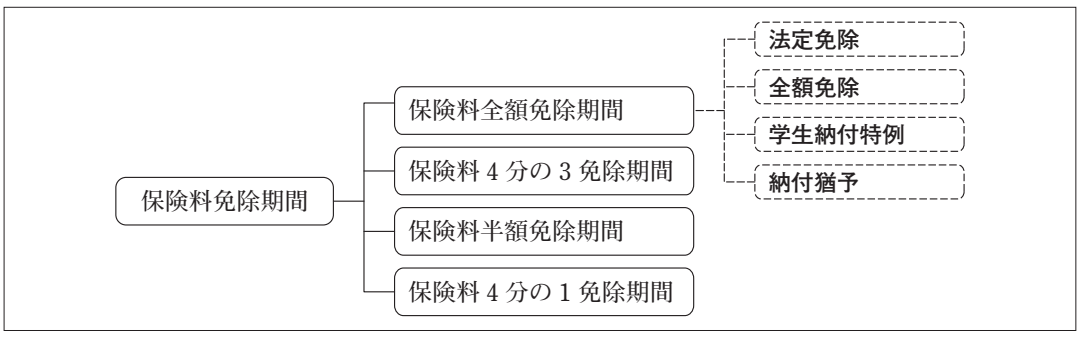 保険料免除期間
保険料全額免除期間
保険料4分の3免除期間
保険料半額免除期間
保険料4分の1免除期間
法定免除
全額免除
学生納付特例
納付猶予